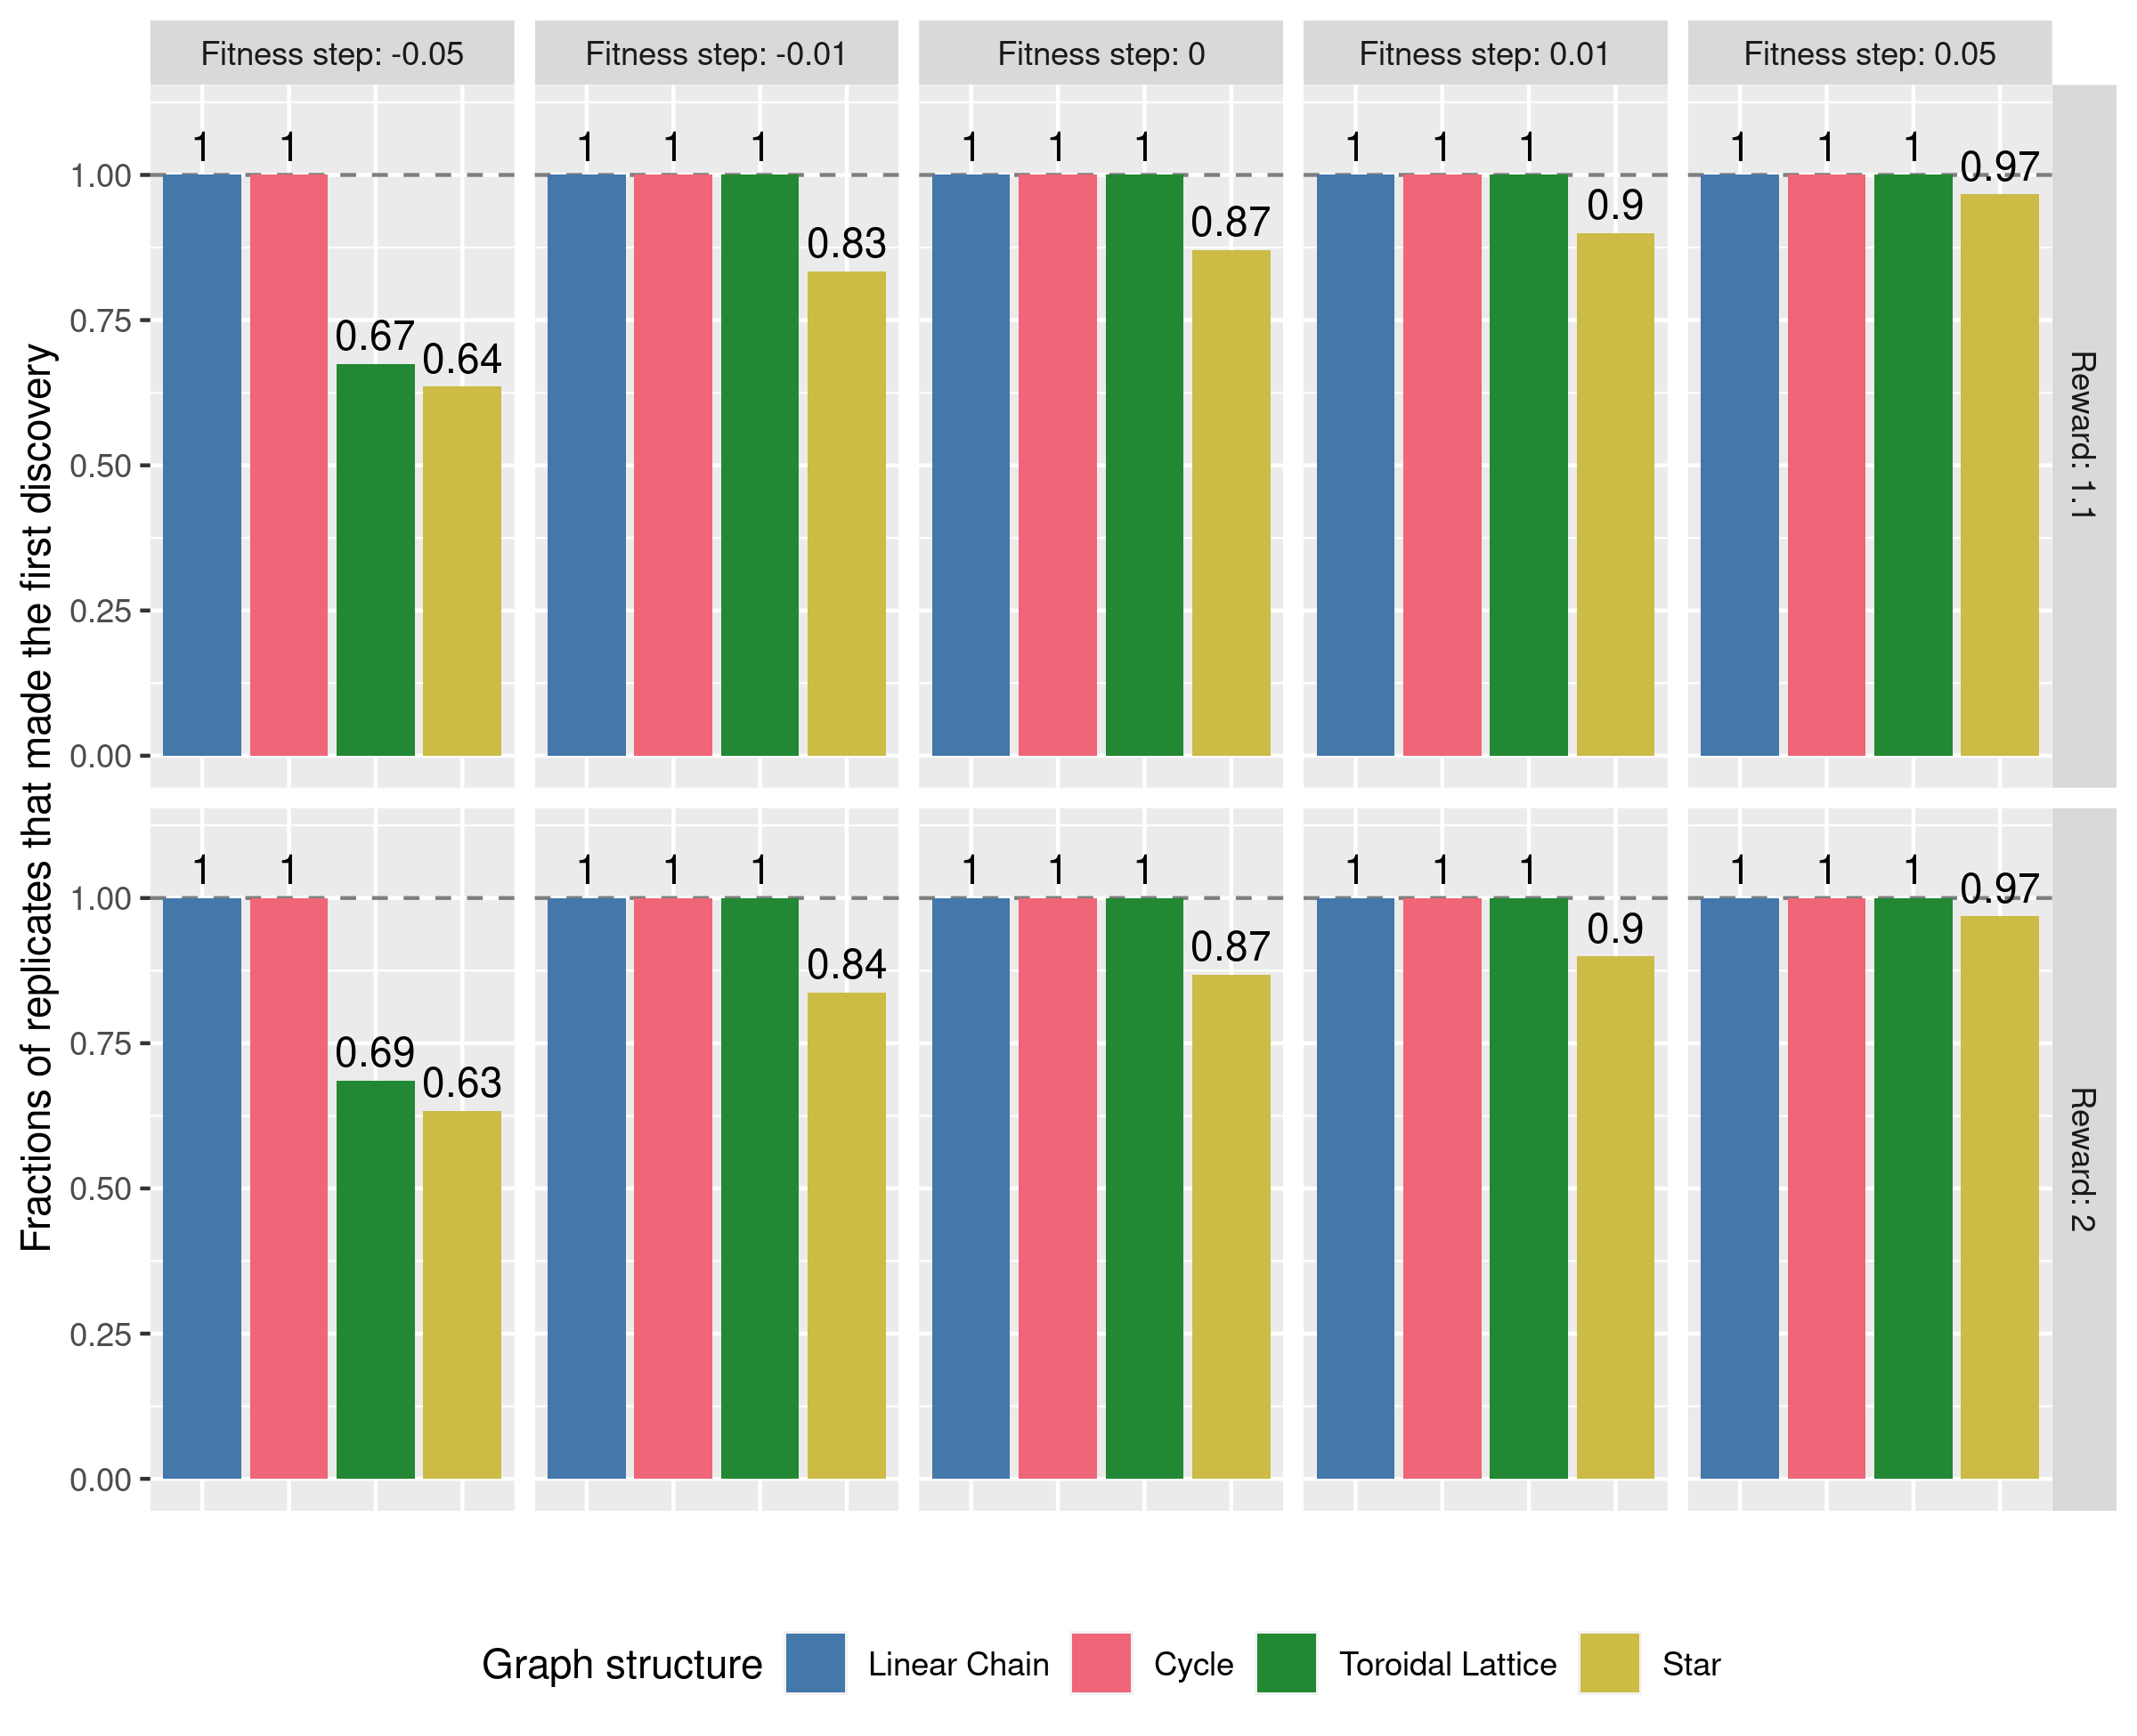 Fitness step: -0.05
Fitness step: -0.01
Fitness step: 0
Fitness step: 0.01
Fitness step: 0.05
Fractions of replicates that made the first discovery
1.00
0.75
0.50
0.25
0.00
1 1 0.67 0.64
1 1 1 0.83
1 1 1 0.87
1 1 1 0.9
1 1 1 0.97
Reward: 1.1
1.00
0.75
0.50
0.25
0.00
1 1 0.69 0.63
1 1 1 0.84
1 1 1 0.87
1 1 1 0.9
1 1 1 0.97
Reward: 2
Graph structure Linear Chain Cycle Toroidal Lattice Star